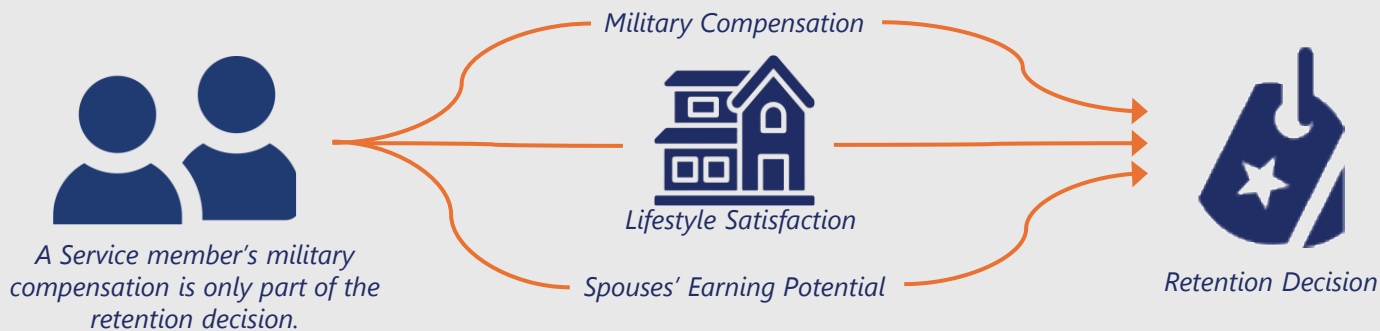 Military Compensation
A Service member's military
compensation is only part of the
retention decision.
Lifestyle Satisfaction
Spouses' Earning Potential
Retention Decision